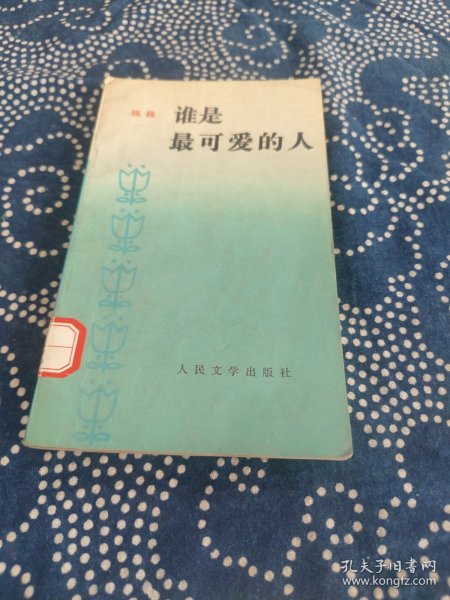 魏巍
谁是
最可爱的人
人民文学出版社
孔夫子旧书网
www.kongfz.com